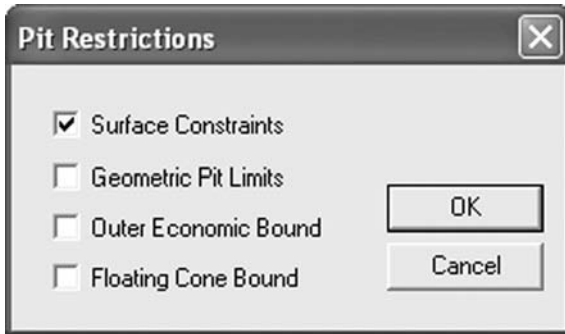 Pit Restrictions
Surface Constraints
Geometric Pit Limits
Outer Economic Bound
Floating Cone Bound
OK
Cancel